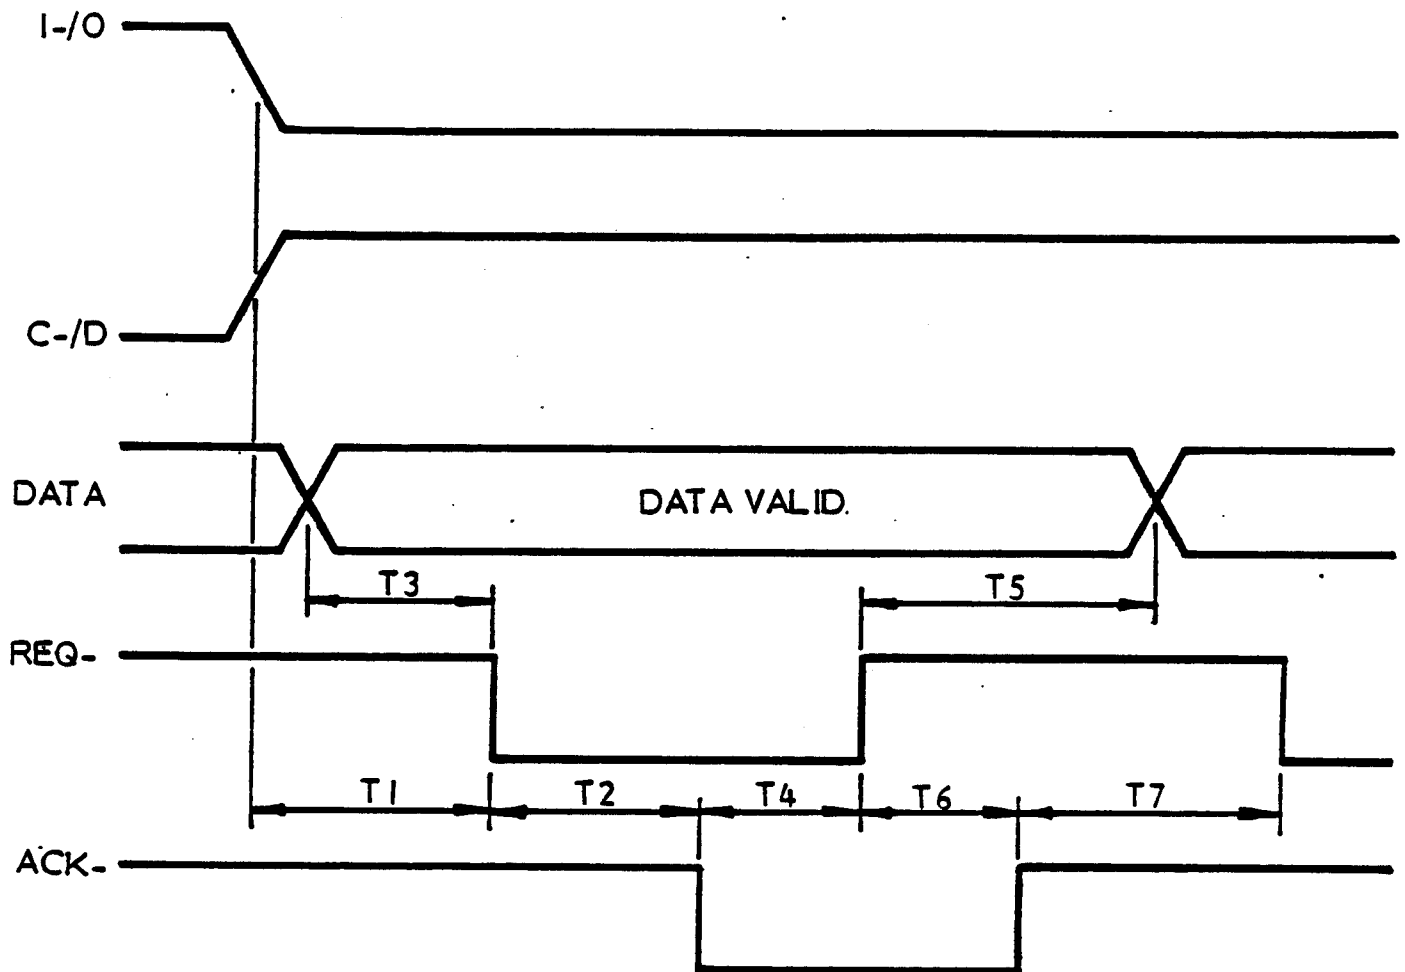 I-/O
C-/D
DATA
DATA VALID.
T3
T5
REQ-
T1
T2
T4
T6
T7
ACK-